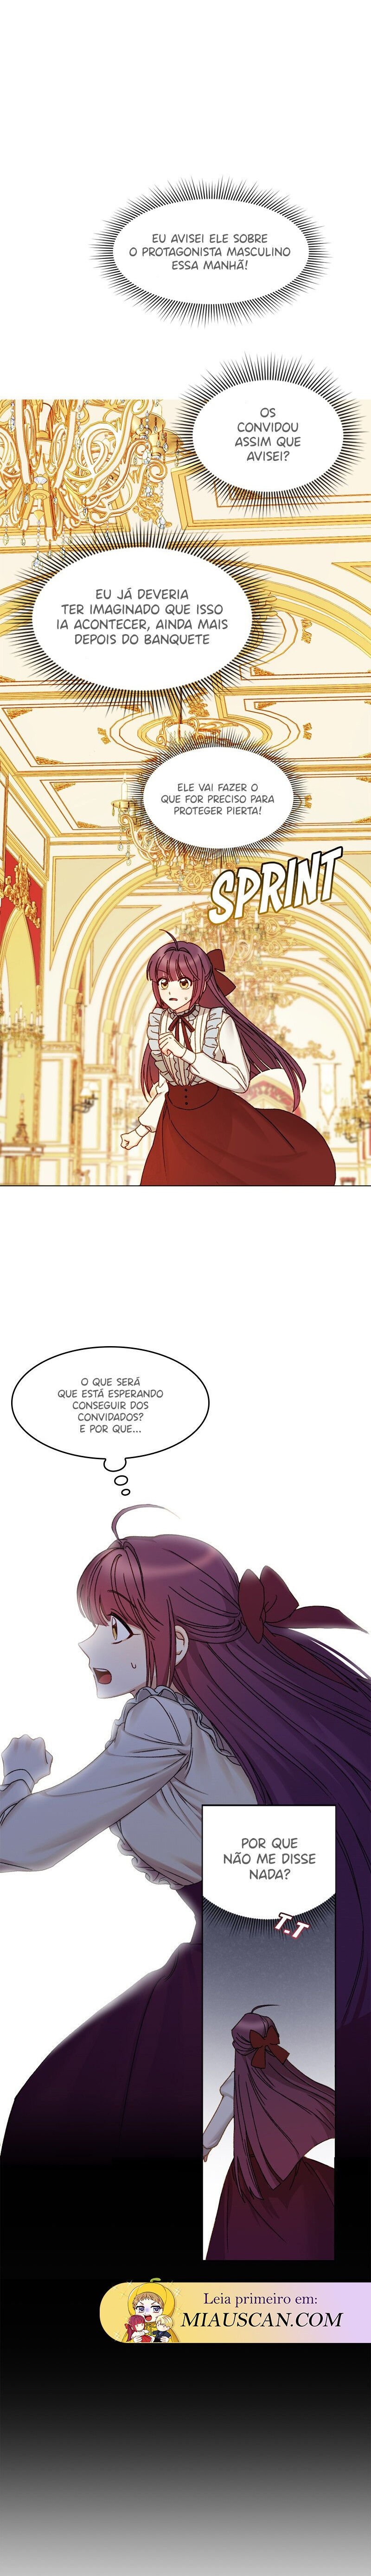 EU AVISEI ELE SOBRE
O PROTAGONISTA MASCULINO
ESSA MANHÃ!
OS
CONVIDOU
ASSIM QUE
AVISEI?
EU JÁ DEVERIA
TER IMAGINADO QUE ISSO
IA ACONTECER, AINDA MAIS
DEPOIS DO BANQUETE
ELE VAI FAZER O
QUE FOR PRECISO PARA
PROTEGER PIERTA!
SPRINT
O QUE SERÁ
QUE ESTÁ ESPERANDO
CONSEGUIR DOS
CONVIDADOS?
E POR QUE...
POR QUE
NÃO ME DISSE
NADA?
T.T
Leia primeiro em:
MIAUSCAN.COM